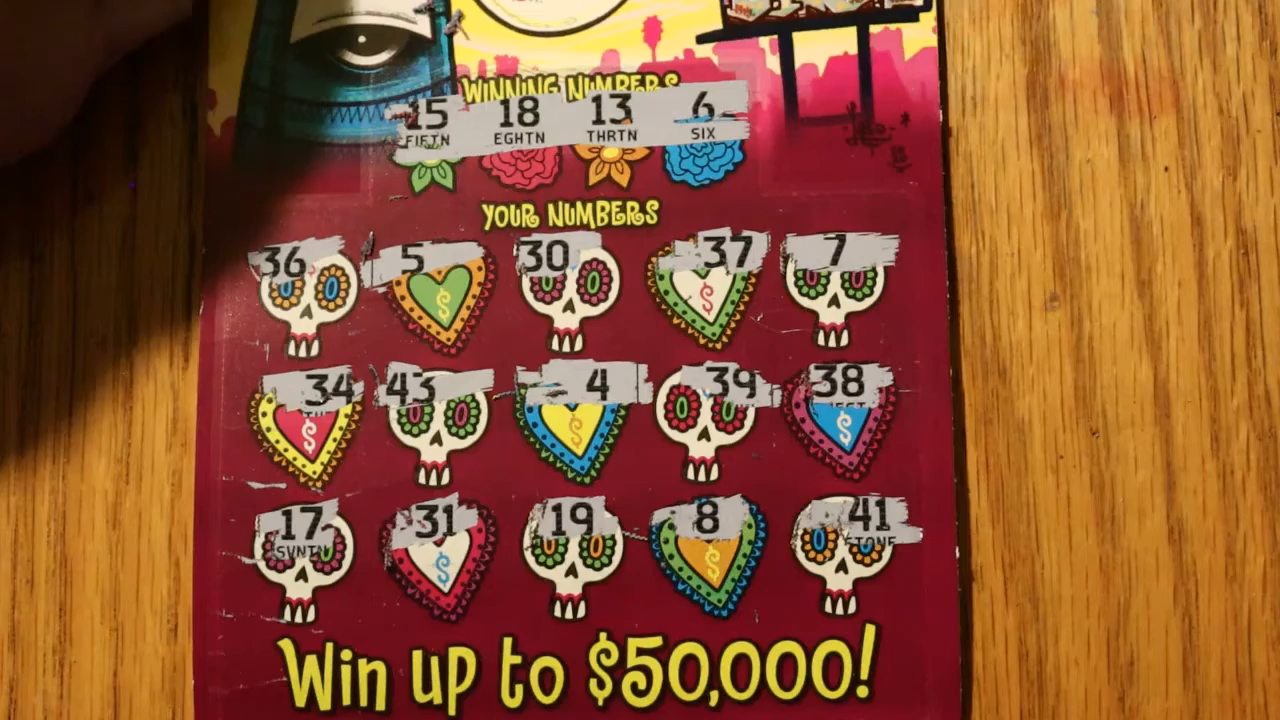 WINNING NUMBERS
15 18 13 6
FIFTN EGHTN THRTN SIX
YOUR NUMBERS
36 5 30 37 7
34 43 4 39 38
17 31 19 8 41
SVNTN
Win up to $50,000!